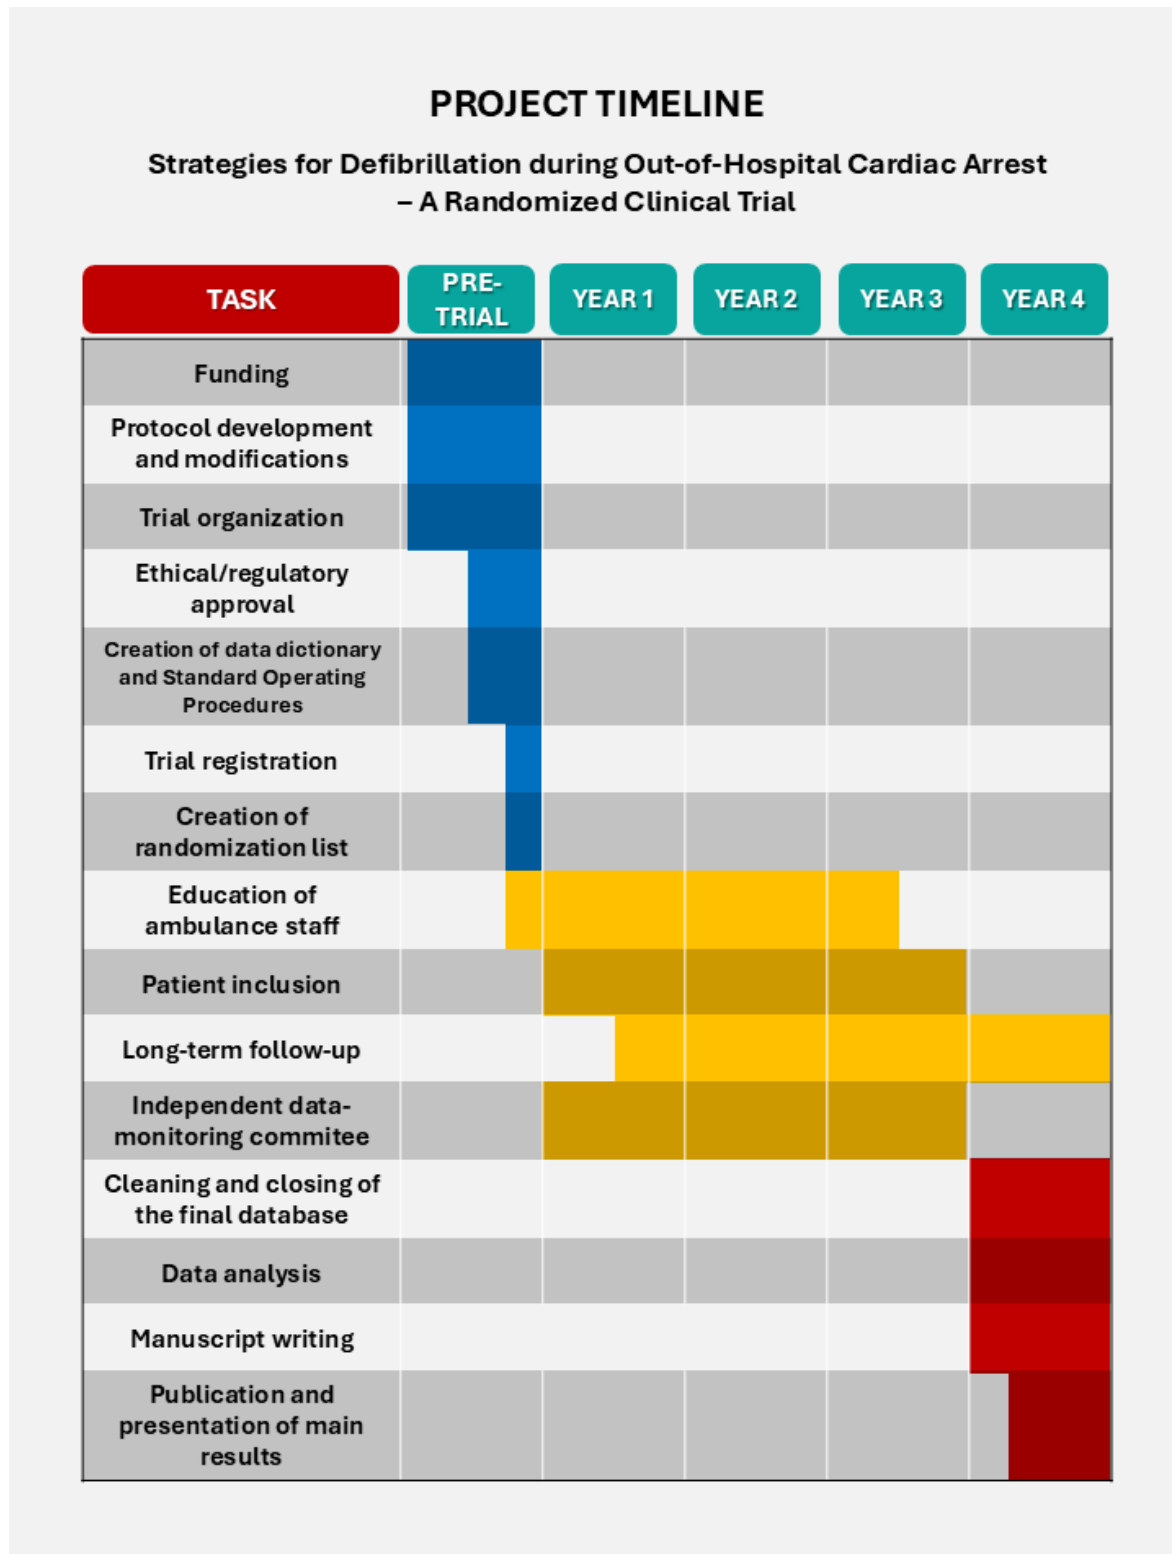 PROJECT TIMELINE
Strategies for Defibrillation during Out-of-Hospital Cardiac Arrest
– A Randomized Clinical Trial
TASK
PRE-
TRIAL
YEAR 1
YEAR 2
YEAR 3
YEAR 4
Funding
Protocol development
and modifications
Trial organization
Ethical/regulatory
approval
Creation of data dictionary
and Standard Operating
Procedures
Trial registration
Creation of
randomization list
Education of
ambulance staff
Patient inclusion
Long-term follow-up
Independent data-
monitoring commitee
Cleaning and closing of
the final database
Data analysis
Manuscript writing
Publication and
presentation of main
results